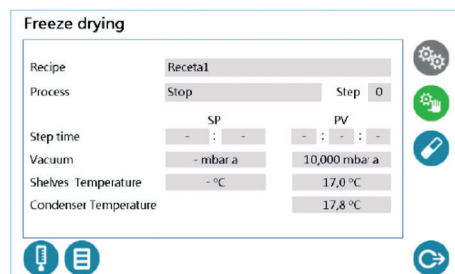 Freeze drying
Recipe Receta1
Process Stop Step 0
SP PV
Step time - : - - : - : -
Vacuum - mbar a 10,000 mbar a
Shelves Temperature - ºC 17,0 ºC
Condenser Temperature 17,8 ºC